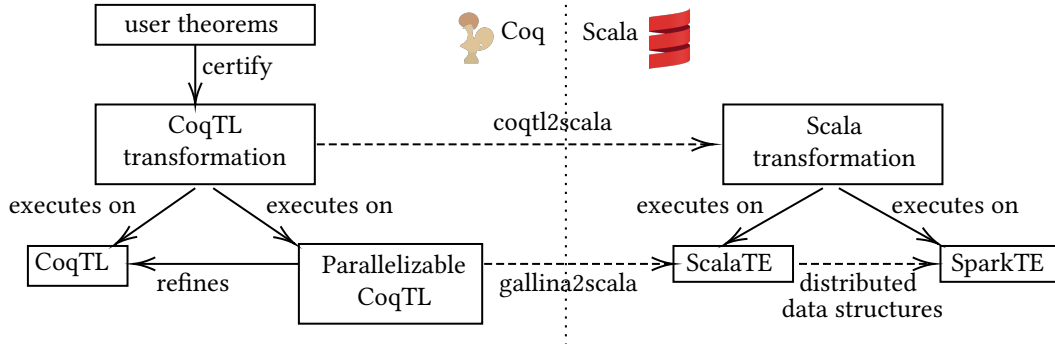 user theorems
Coq
Scala
certify
CoqTL
transformation
coqtl2scala
Scala
transformation
executes on
executes on
executes on
executes on
CoqTL
refines
Parallelizable
CoqTL
gallina2scala
ScalaTE
distributed
data structures
SparkTE